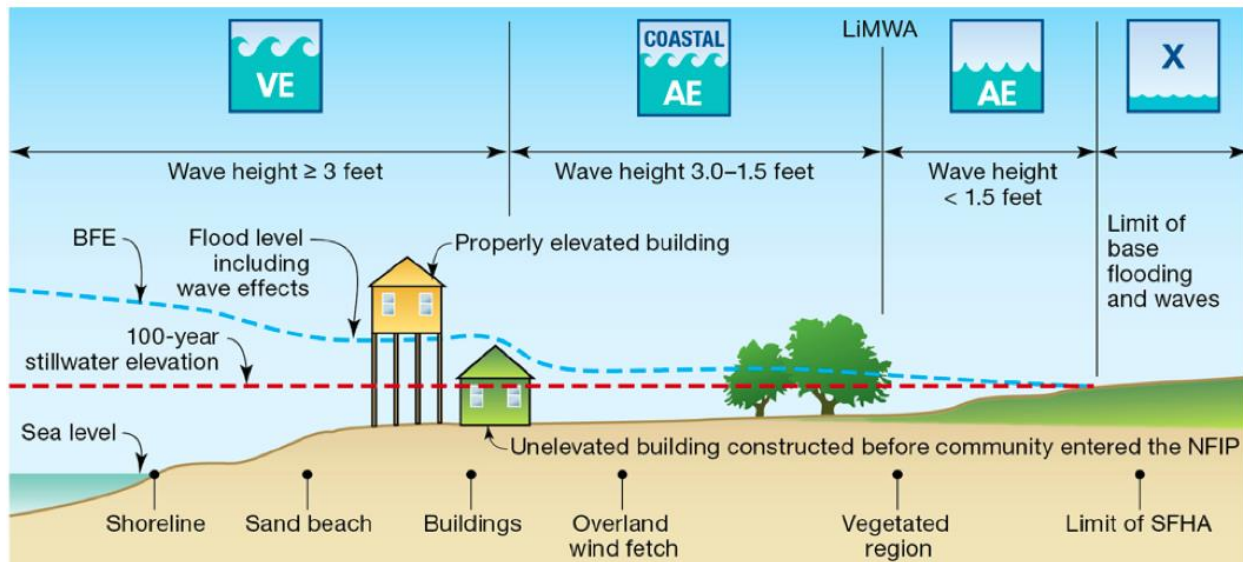 VE
COASTAL
AE
LiMWA
AE
X
Wave height ≥ 3 feet
Wave height 3.0–1.5 feet
Wave height
< 1.5 feet
BFE
Flood level
including
wave effects
Properly elevated building
Limit of
base
flooding
and waves
100-year
stillwater elevation
Sea level
Unelevated building constructed before community entered the NFIP
Shoreline
Sand beach
Buildings
Overland
wind fetch
Vegetated
region
Limit of SFHA